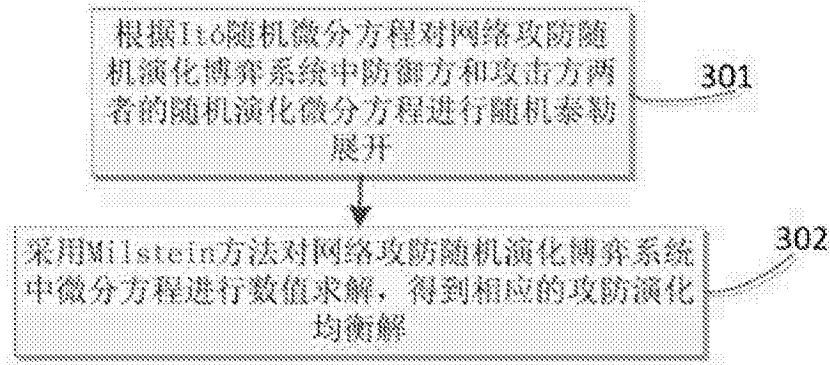 根据Itô随机微分方程对网络攻防随
机演化博弈系统中防御方和攻击方两
者的随机演化微分方程进行随机泰勒
展开
301
采用Milstein方法对网络攻防随机演化博弈系统
中微分方程进行数值求解，得到相应的攻防演化
均衡解
302